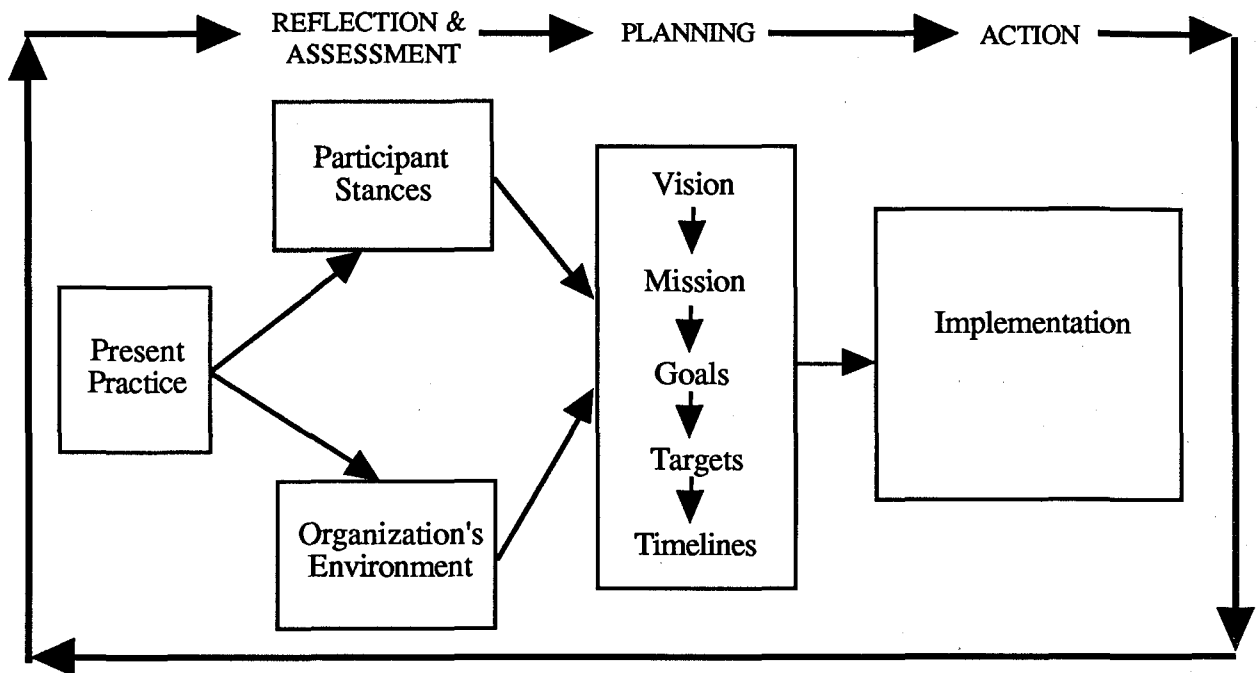 REFLECTION &
ASSESSMENT
PLANNING
ACTION
Participant
Stances
Present
Practice
Organization's
Environment
Vision
Mission
Goals
Targets
Timelines
Implementation